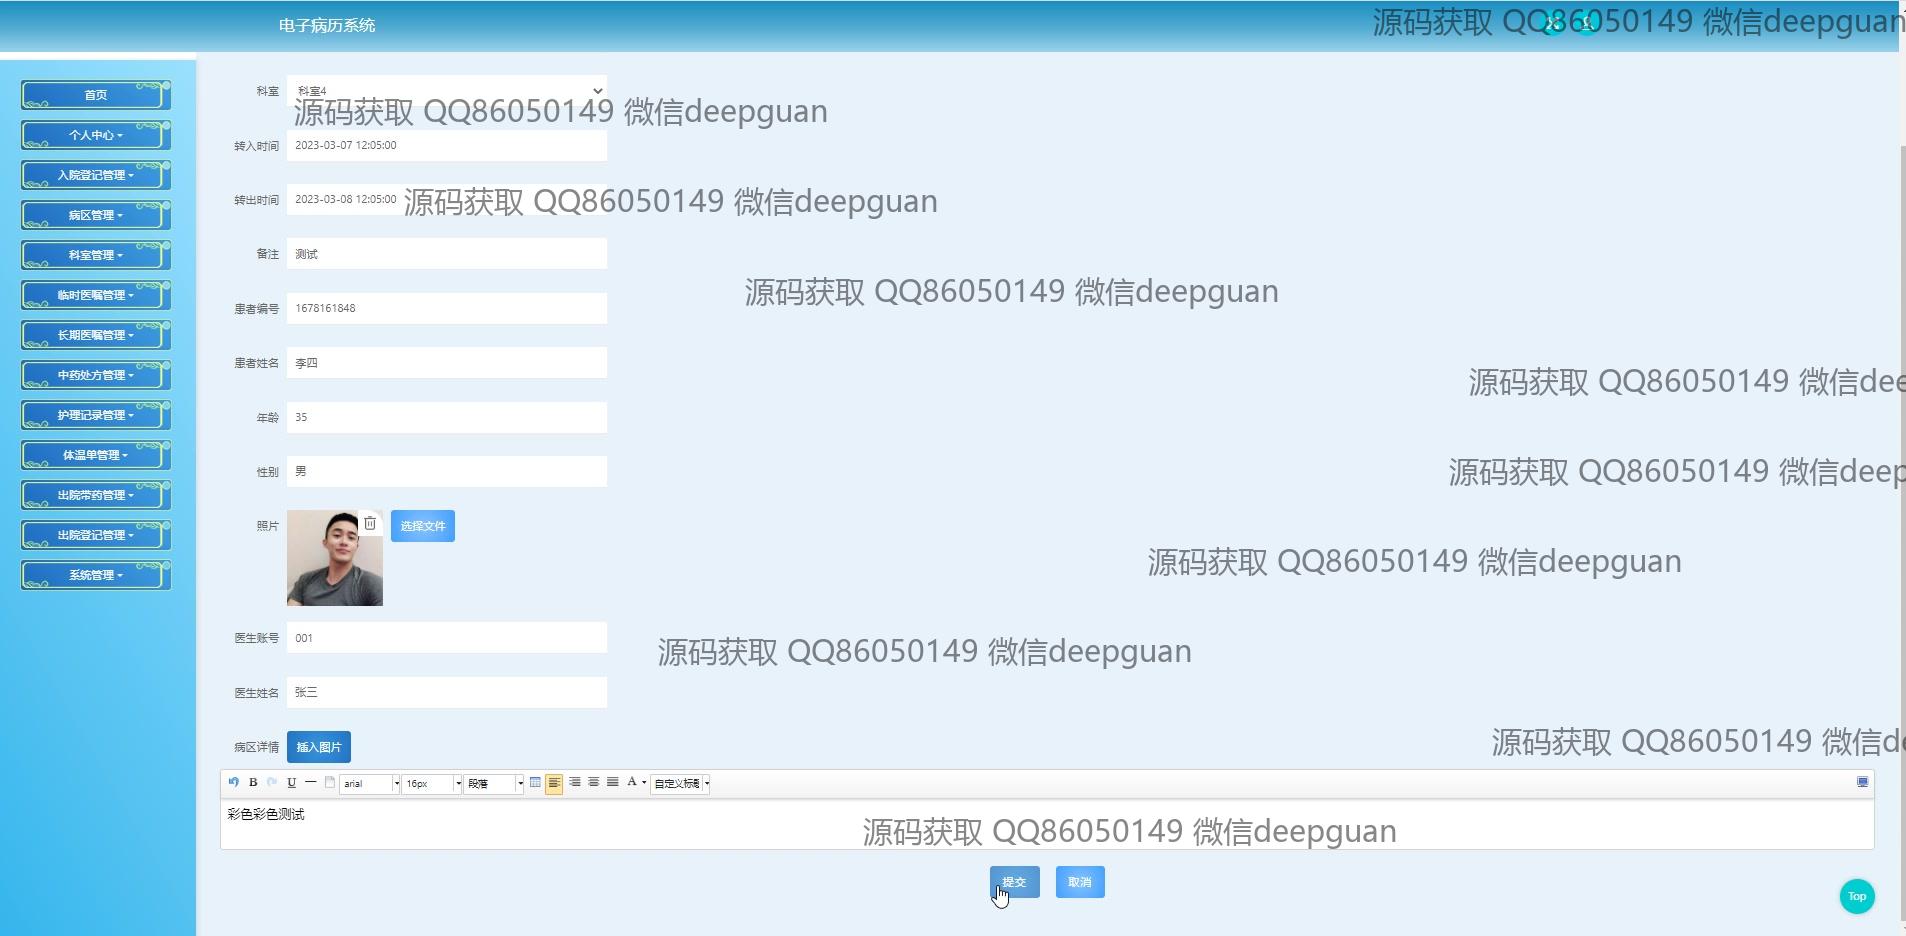 电子病历系统
源码获取 QQ86050149 微信deepguan
首页
个人中心
入院登记管理
病区管理
科室管理
临时医嘱管理
长期医嘱管理
中药处方管理
护理记录管理
体温单管理
出院带药管理
出院登记管理
系统管理
科室 科室4
源码获取 QQ86050149 微信deepguan
转入时间 2023-03-07 12:05:00
转出时间 2023-03-08 12:05:00
源码获取 QQ86050149 微信deepguan
备注 测试
源码获取 QQ86050149 微信deepguan
患者编号 1678161848
患者姓名 李四
源码获取 QQ86050149 微信dee
年龄 35
性别 男
源码获取 QQ86050149 微信deep
照片 选择文件
源码获取 QQ86050149 微信deepguan
医生账号 001
源码获取 QQ86050149 微信deepguan
医生姓名 张三
病区详情 插入图片
源码获取 QQ86050149 微信de
B U arial 16px 段落 A 自定义标题
彩色彩色测试
源码获取 QQ86050149 微信deepguan
提交 取消
Top